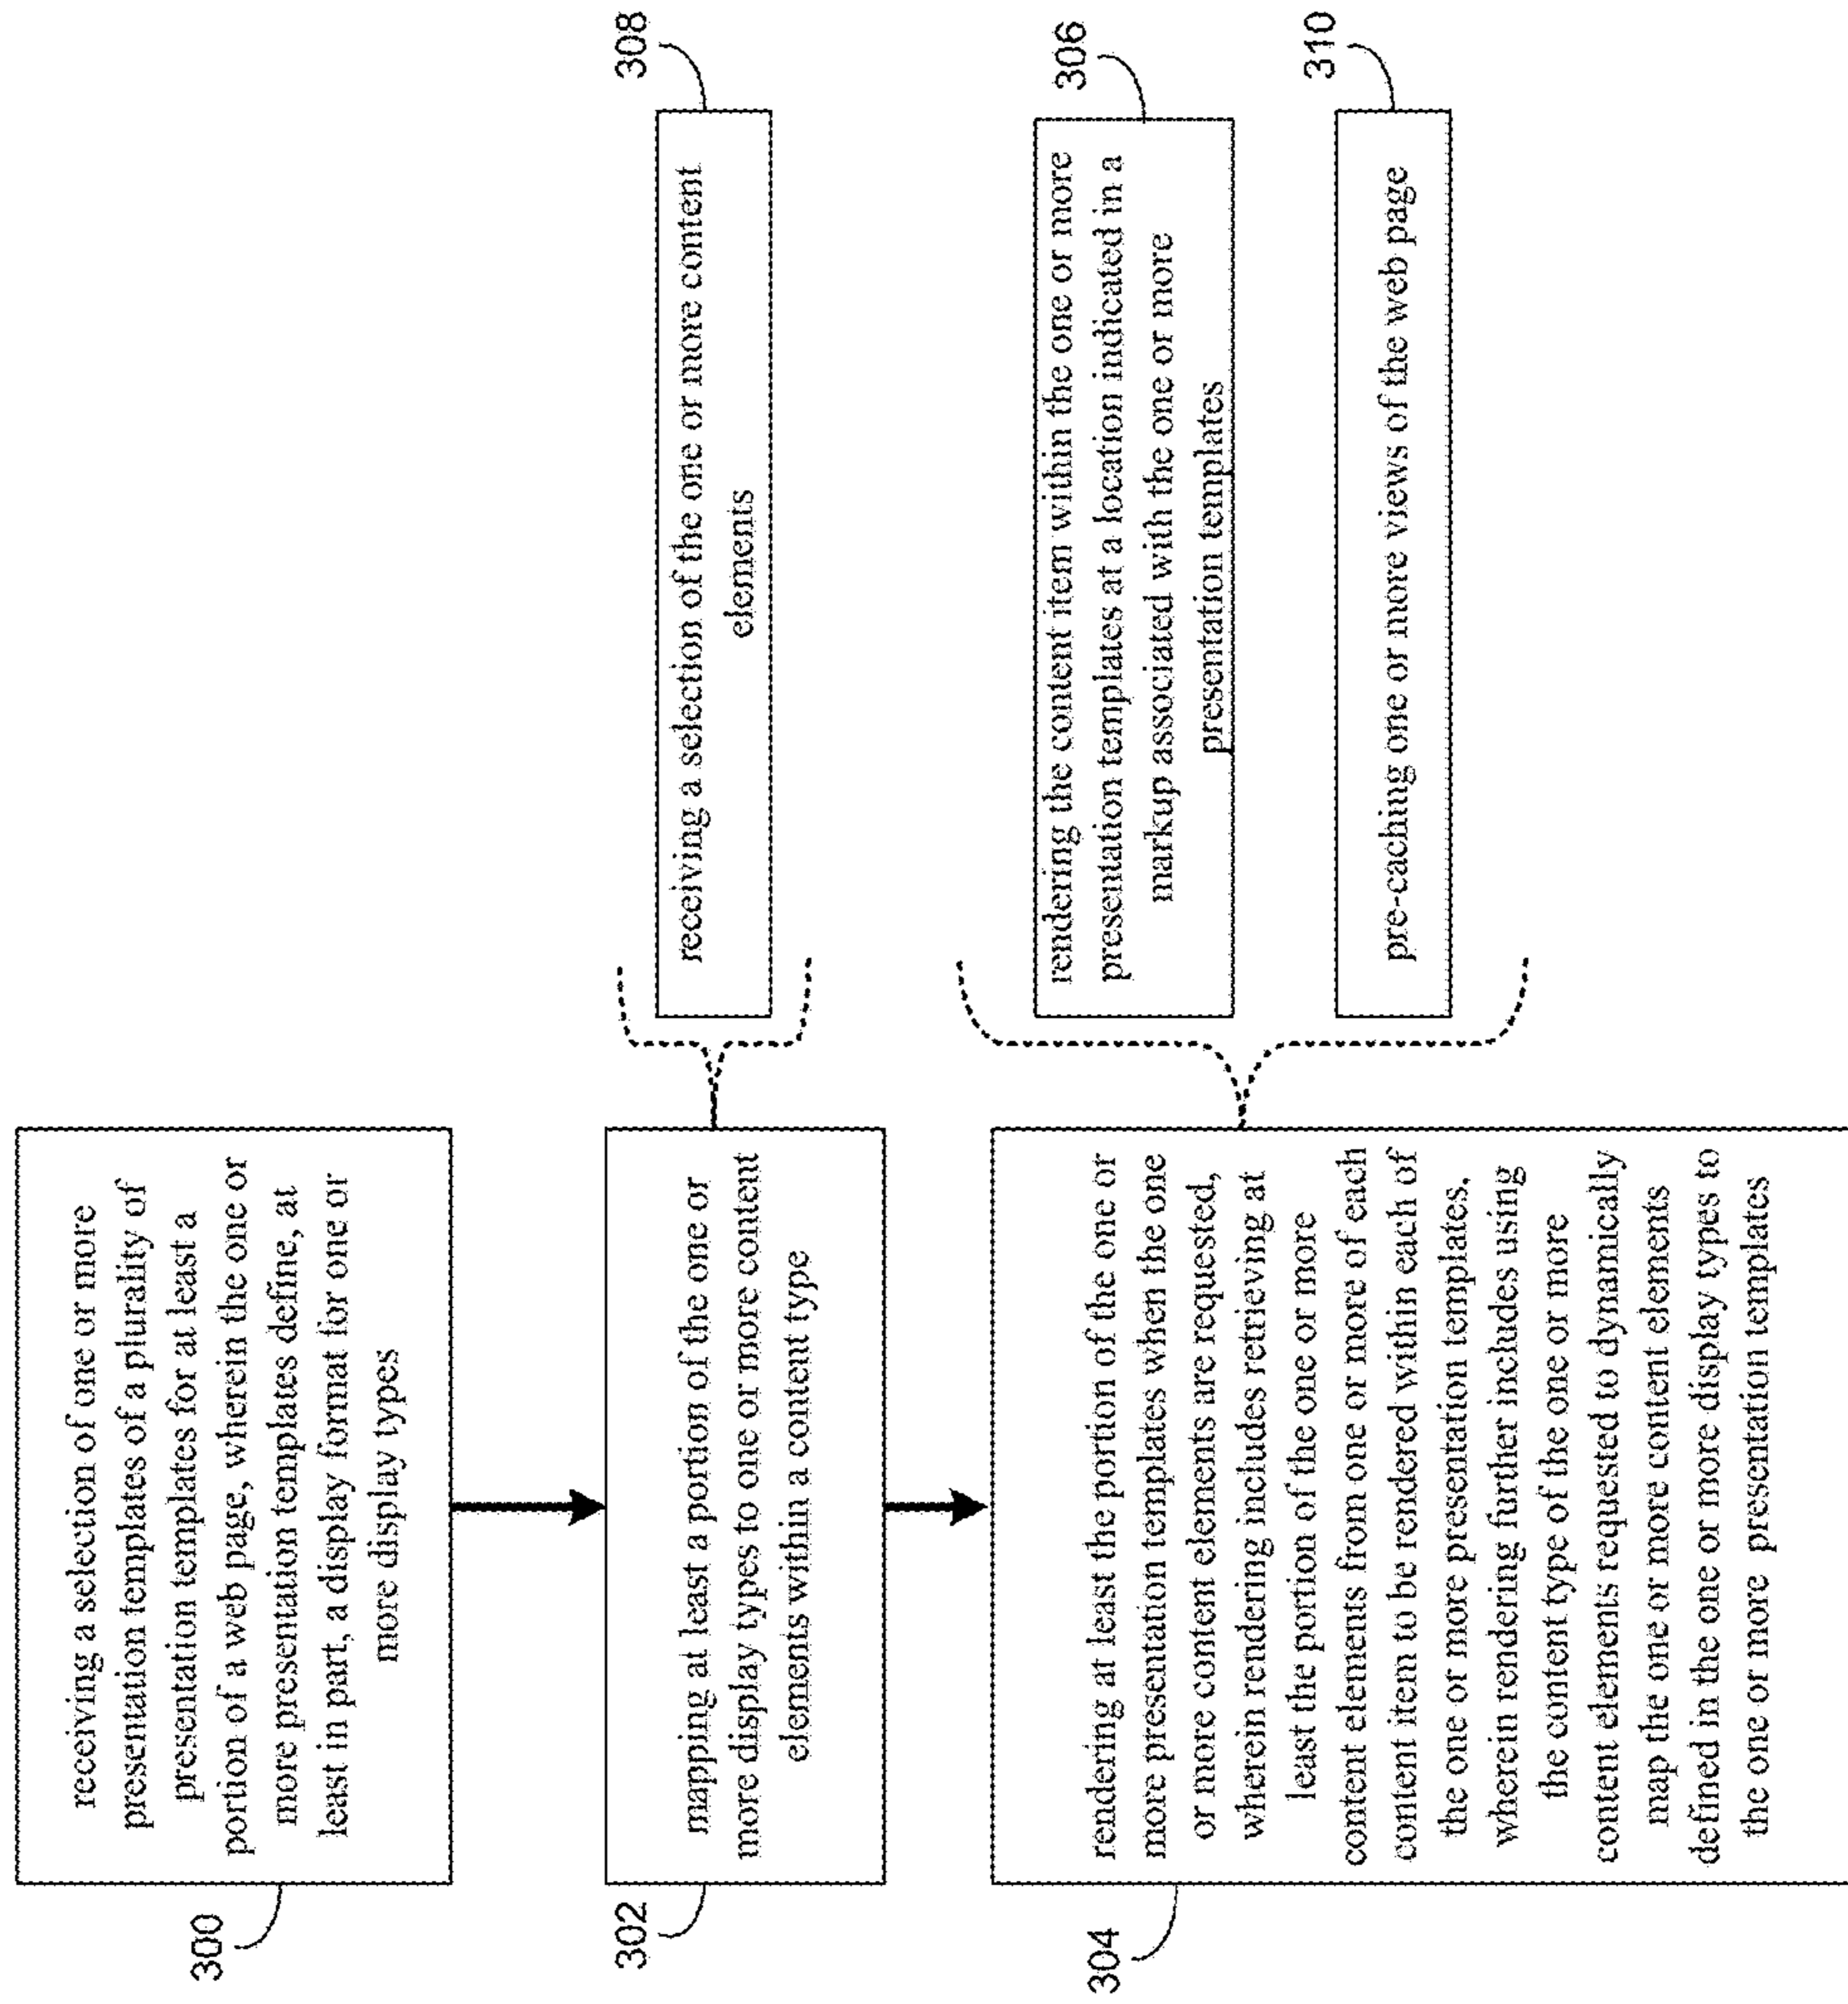 300
receiving a selection of one or more
presentation templates of a plurality of
presentation templates for at least a
portion of a web page, wherein the one or
more presentation templates define, at
least in part, a display format for one or
more display types
302
mapping at least a portion of the one or
more display types to one or more content
elements within a content type
308
receiving a selection of the one or more content
elements
304
rendering at least the portion of the one or
more presentation templates when the one
or more content elements are requested,
wherein rendering includes retrieving at
least the portion of the one or more
content elements from one or more of each
content item to be rendered within each of
the one or more presentation templates,
wherein rendering further includes using
the content type of the one or more
content elements requested to dynamically
map the one or more content elements
defined in the one or more display types to
the one or more presentation templates
306
rendering the content item within the one or more
presentation templates at a location indicated in a
markup associated with the one or more
presentation templates
310
pre-caching one or more views of the web page